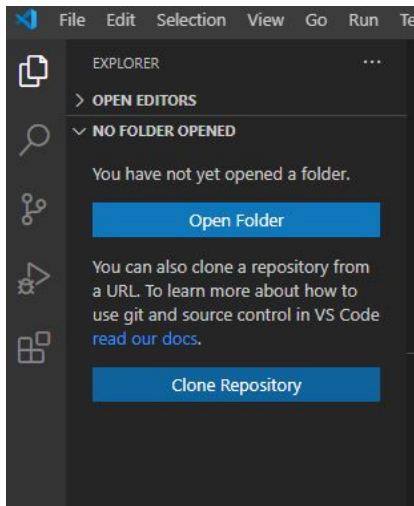 File Edit Selection View Go Run Te
EXPLORER
OPEN EDITORS
NO FOLDER OPENED
You have not yet opened a folder.
Open Folder
You can also clone a repository from
a URL. To learn more about how to
use git and source control in VS Code
read our docs.
Clone Repository